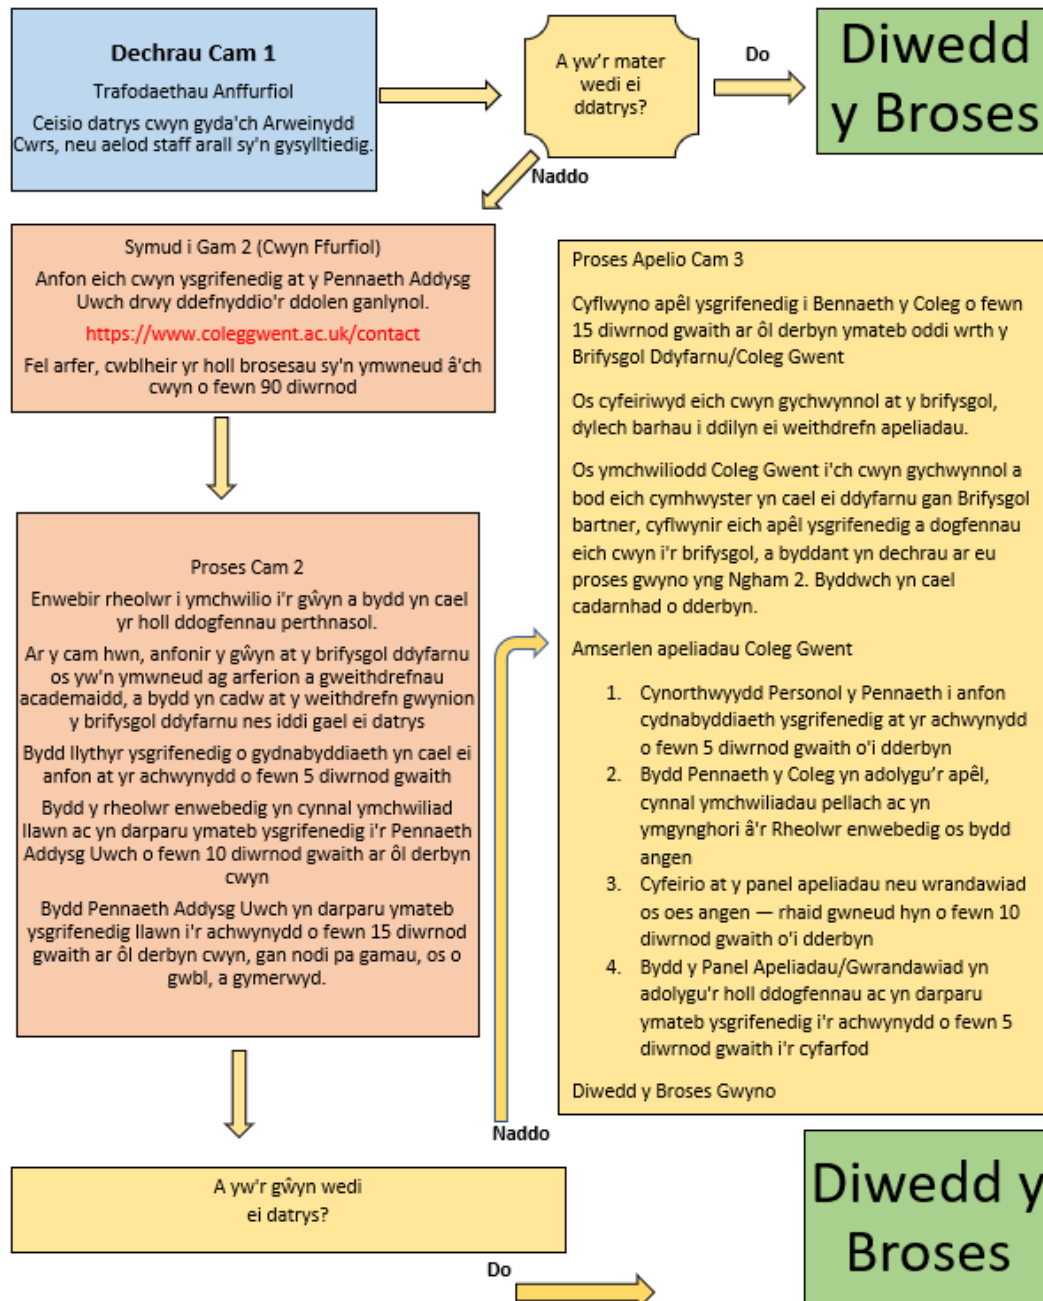 Dechrau Cam 1
Trafodaethau Anffurfiol
Ceisio datrys cwyn gyda'ch Arweinydd
Cwrs, neu aelod staff arall sy'n gysylltiedig.
A yw'r mater
wedi ei
ddatrys?
Do
Diwedd
y Broses
Naddo
Symud i Gam 2 (Cwyn Ffurfiol)
Anfon eich cwyn ysgrifenedig at y Pennaeth Addysg
Uwch drwy ddefnyddio'r ddolen ganlynol.
https://www.coleggwent.ac.uk/contact
Fel arfer, cwblheir yr holl brosesau sy'n ymwneud â'ch
cwyn o fewn 90 diwrnod
Proses Cam 2
Enwebir rheolwr i ymchwilio i'r gŵyn a bydd yn cael
yr holl ddogfennau perthnasol.
Ar y cam hwn, anfonir y gŵyn at y brifysgol ddyfarnu
os yw'n ymwneud ag arferion a gweithdrefnau
academaidd, a bydd yn cadw at y weithdrefn gwynion
y brifysgol ddyfarnu nes iddi gael ei datrys
Bydd llythyr ysgrifenedig o gydnabyddiaeth yn cael ei
anfon at yr achwynydd o fewn 5 diwrnod gwaith
Bydd y rheolwr enwebedig yn cynnal ymchwiliad
llawn ac yn darparu ymateb ysgrifenedig i'r Pennaeth
Addysg Uwch o fewn 10 diwrnod gwaith ar ôl derbyn
cwyn
Bydd Pennaeth Addysg Uwch yn darparu ymateb
ysgrifenedig llawn i'r achwynydd o fewn 15 diwrnod
gwaith ar ôl derbyn cwyn, gan nodi pa gamau, os o
gwbl, a gymerwyd.
Proses Apelio Cam 3
Cyflwyno apêl ysgrifenedig i Bennaeth y Coleg o fewn
15 diwrnod gwaith ar ôl derbyn ymateb oddi wrth y
Brifysgol Ddyfarnu/Coleg Gwent
Os cyfeiriwyd eich cwyn gychwynnol at y brifysgol,
dylech barhau i ddilyn ei weithdrefn apeliadau.
Os ymchwiliodd Coleg Gwent i'ch cwyn gychwynnol a
bod eich cymhwyster yn cael ei ddyfarnu gan Brifysgol
bartner, cyflwynir eich apêl ysgrifenedig a dogfennau
eich cwyn i'r brifysgol, a byddant yn dechrau ar eu
proses gwyno yng Ngham 2. Byddwch yn cael
cadarnhad o dderbyn.
Amserlen apeliadau Coleg Gwent
1. Cynorthwyydd Personol y Pennaeth i anfon
cydnabyddiaeth ysgrifenedig at yr achwynydd
o fewn 5 diwrnod gwaith o'i dderbyn
2. Bydd Pennaeth y Coleg yn adolygu'r apêl,
cynnal ymchwiliadau pellach ac yn
ymgynghori â'r Rheolwr enwebedig os bydd
angen
3. Cyfeirio at y panel apeliadau neu wrandawiad
os oes angen — rhaid gwneud hyn o fewn 10
diwrnod gwaith o'i dderbyn
4. Bydd y Panel Apeliadau/Gwrandawiad yn
adolygu'r holl ddogfennau ac yn darparu
ymateb ysgrifenedig i'r achwynydd o fewn 5
diwrnod gwaith i'r cyfarfod
Diwedd y Broses Gwyno
Naddo
A yw'r gŵyn wedi
ei datrys?
Do
Diwedd y
Broses